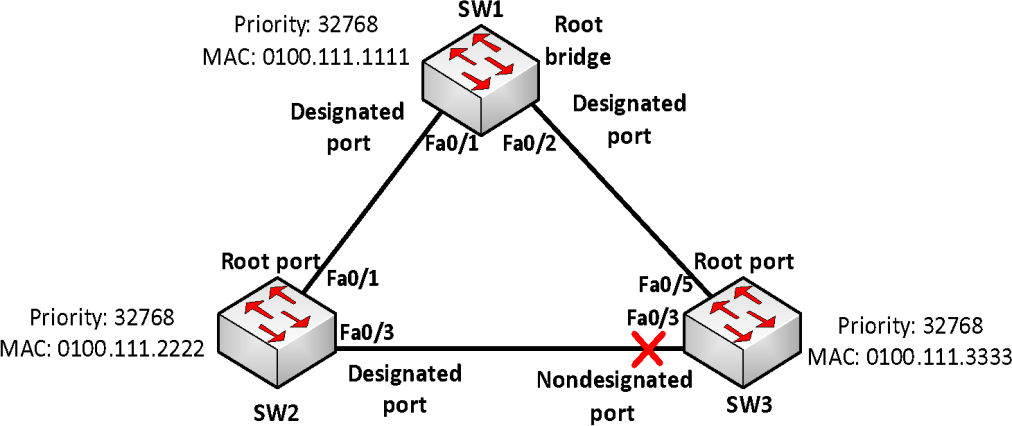 SW1
Priority: 32768
MAC: 0100.111.1111
Root
bridge
Designated
port
Designated
port
Fa0/1
Fa0/2
Root port
Fa0/1
Root port
Fa0/5
Fa0/3
Priority: 32768
MAC: 0100.111.2222
Fa0/3
Priority: 32768
MAC: 0100.111.3333
Designated
port
Nondesignated
port
SW2
SW3